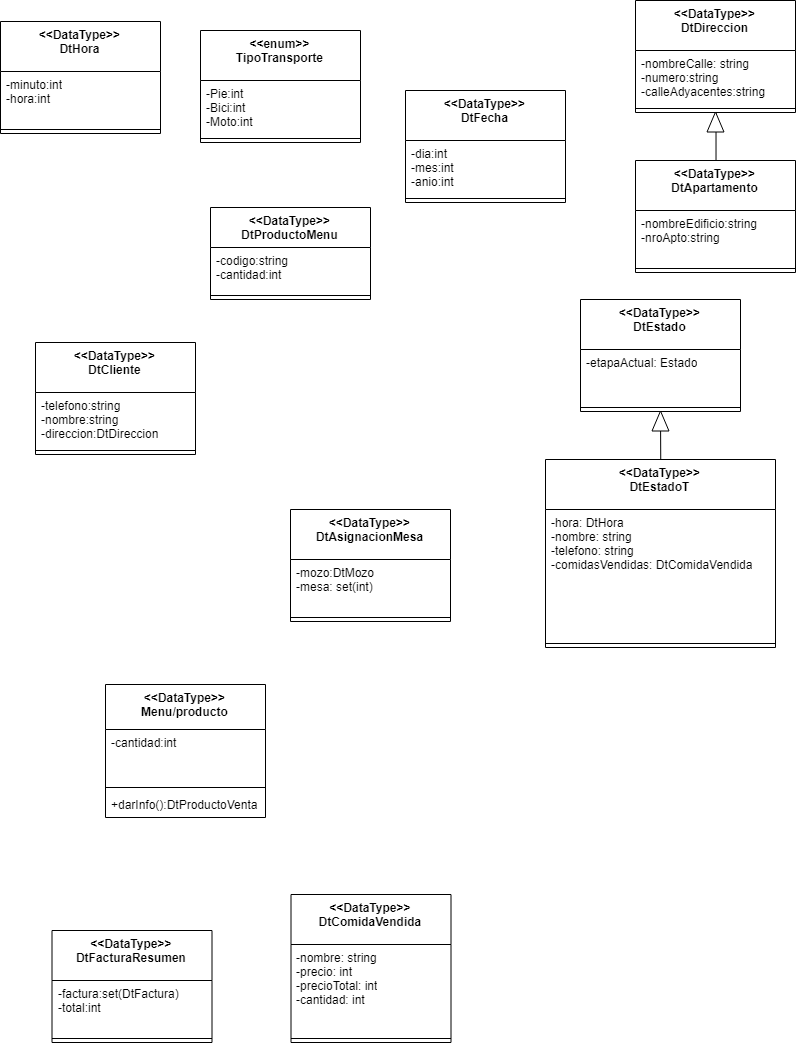 <<DataType>>
DtHora
-minuto:int
-hora:int
<<enum>>
TipoTransporte
-Pie:int
-Bici:int
-Moto:int
<<DataType>>
DtFecha
-dia:int
-mes:int
-anio:int
<<DataType>>
DtDireccion
-nombreCalle: string
-numero:string
-calleAdyacentes:string
<<DataType>>
DtApartamento
-nombreEdificio:string
-nroApto:string
<<DataType>>
DtProductoMenu
-codigo:string
-cantidad:int
<<DataType>>
DtEstado
-etapaActual: Estado
<<DataType>>
DtCliente
-telefono:string
-nombre:string
-direccion:DtDireccion
<<DataType>>
DtEstadoT
-hora: DtHora
-nombre: string
-telefono: string
-comidasVendidas: DtComidaVendida
<<DataType>>
DtAsignacionMesa
-mozo:DtMozo
-mesa: set(int)
<<DataType>>
Menu/producto
-cantidad:int
+darInfo():DtProductoVenta
<<DataType>>
DtFacturaResumen
-factura:set(DtFactura)
-total:int
<<DataType>>
DtComidaVendida
-nombre: string
-precio: int
-precioTotal: int
-cantidad: int